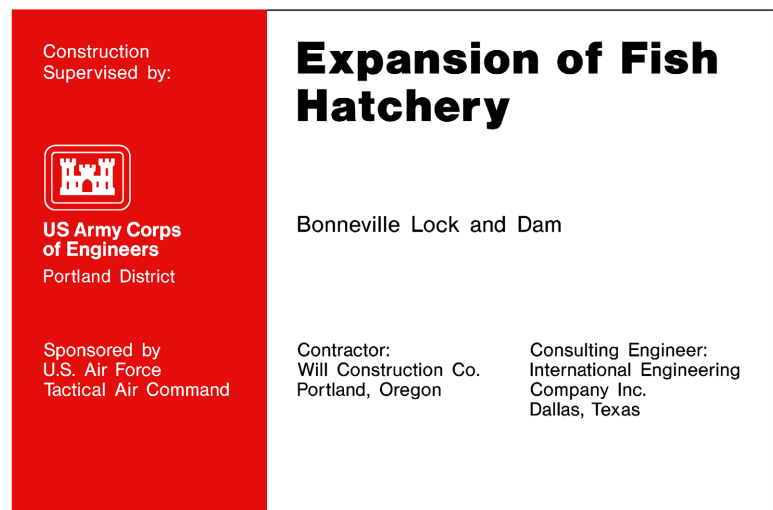 Construction
Supervised by:
US Army Corps
of Engineers
Portland District
Sponsored by
U.S. Air Force
Tactical Air Command
Expansion of Fish
Hatchery
Bonneville Lock and Dam
Contractor:
Will Construction Co.
Portland, Oregon
Consulting Engineer:
International Engineering
Company Inc.
Dallas, Texas